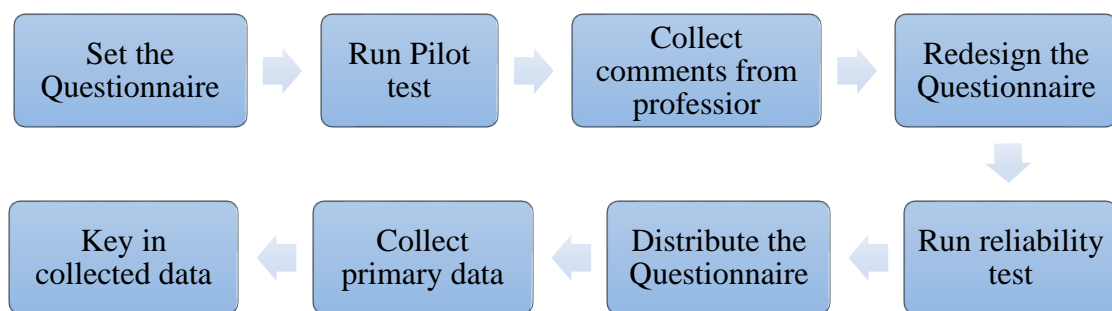 Set the
Questionnaire
Run Pilot
test
Collect
comments from
professior
Redesign the
Questionnaire
Run reliability
test
Distribute the
Questionnaire
Collect
primary data
Key in
collected data